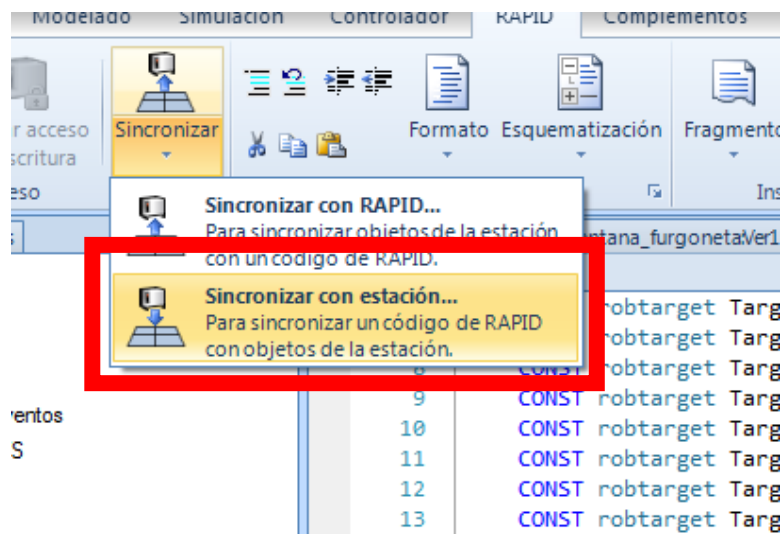 Modelado Simulación Controlador RAPID Complementos
r acceso Sincronizar Formato Esquematización Fragmento
scritura
eso Ins
s ntana_furgoneta:Ver1
Sincronizar con RAPID...
Para sincronizar objetos de la estación
con un código de RAPID.
Sincronizar con estación...
Para sincronizar un código de RAPID
con objetos de la estación.
robtarget Targ
robtarget Targ
8 CONST robtarget Targ
9 CONST robtarget Targ
ventos
10 CONST robtarget Targ
S
11 CONST robtarget Targ
12 CONST robtarget Targ
13 CONST robtarget Targ